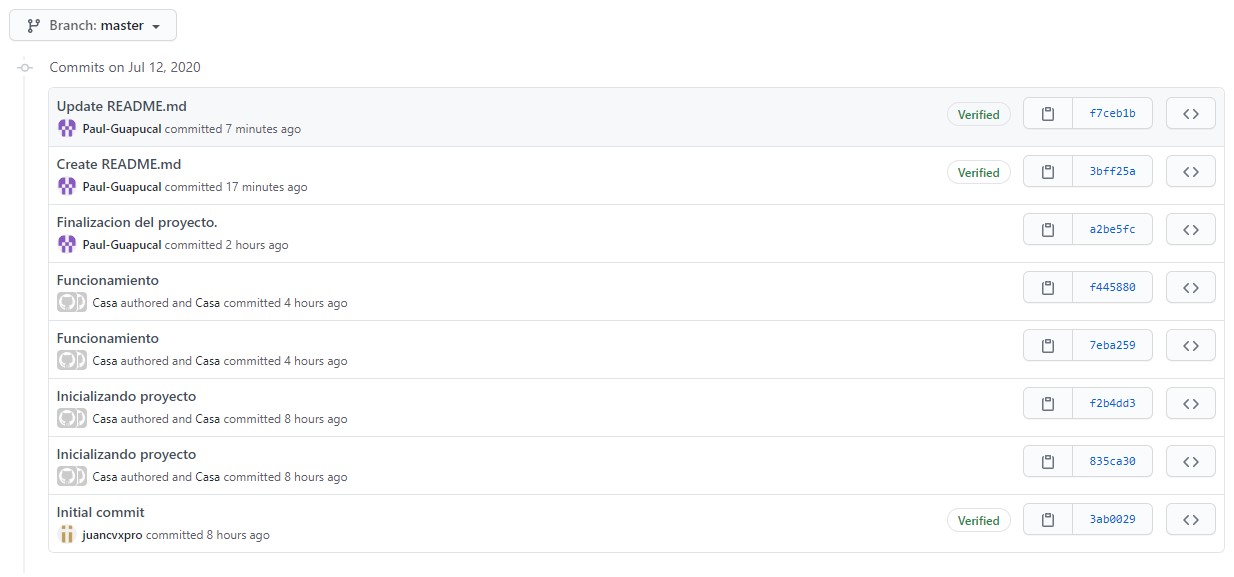 Branch: master
Commits on Jul 12, 2020
Update README.md
Paul-Guapucal committed 7 minutes ago
Verified
f7ceb1b
Create README.md
Paul-Guapucal committed 17 minutes ago
Verified
3bff25a
Finalizacion del proyecto.
Paul-Guapucal committed 2 hours ago
a2be5fc
Funcionamiento
Casa authored and Casa committed 4 hours ago
f445880
Funcionamiento
Casa authored and Casa committed 4 hours ago
7eba259
Inicializando proyecto
Casa authored and Casa committed 8 hours ago
f2b4dd3
Inicializando proyecto
Casa authored and Casa committed 8 hours ago
835ca30
Initial commit
juancvxpro committed 8 hours ago
Verified
3ab0029